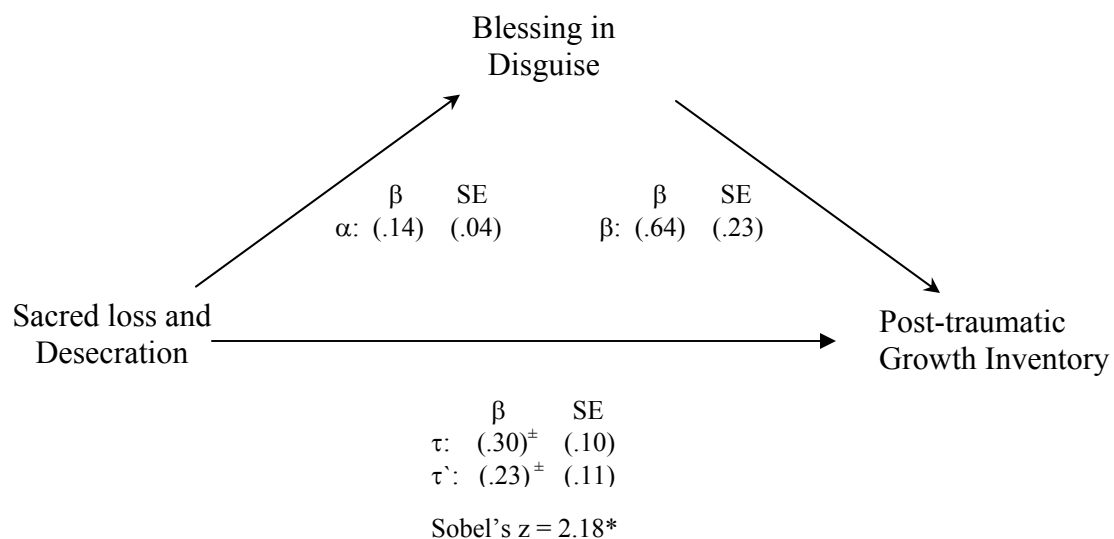 Blessing in
Disguise
β SE
α: (.14) (.04)
β SE
β: (.64) (.23)
Sacred loss and
Desecration
Post-traumatic
Growth Inventory
β SE
τ: (.30)± (.10)
τ`: (.23)± (.11)
Sobel's z = 2.18*